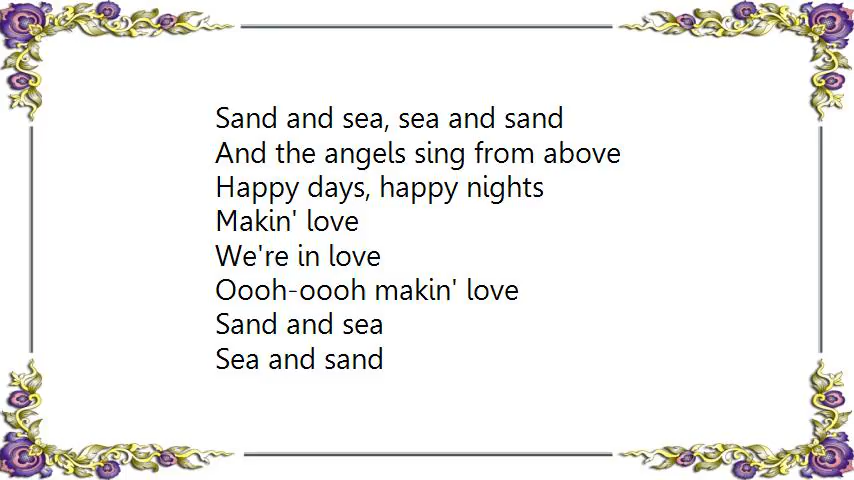 Sand and sea, sea and sand
And the angels sing from above
Happy days, happy nights
Makin' love
We're in love
Oooh-oooh makin' love
Sand and sea
Sea and sand